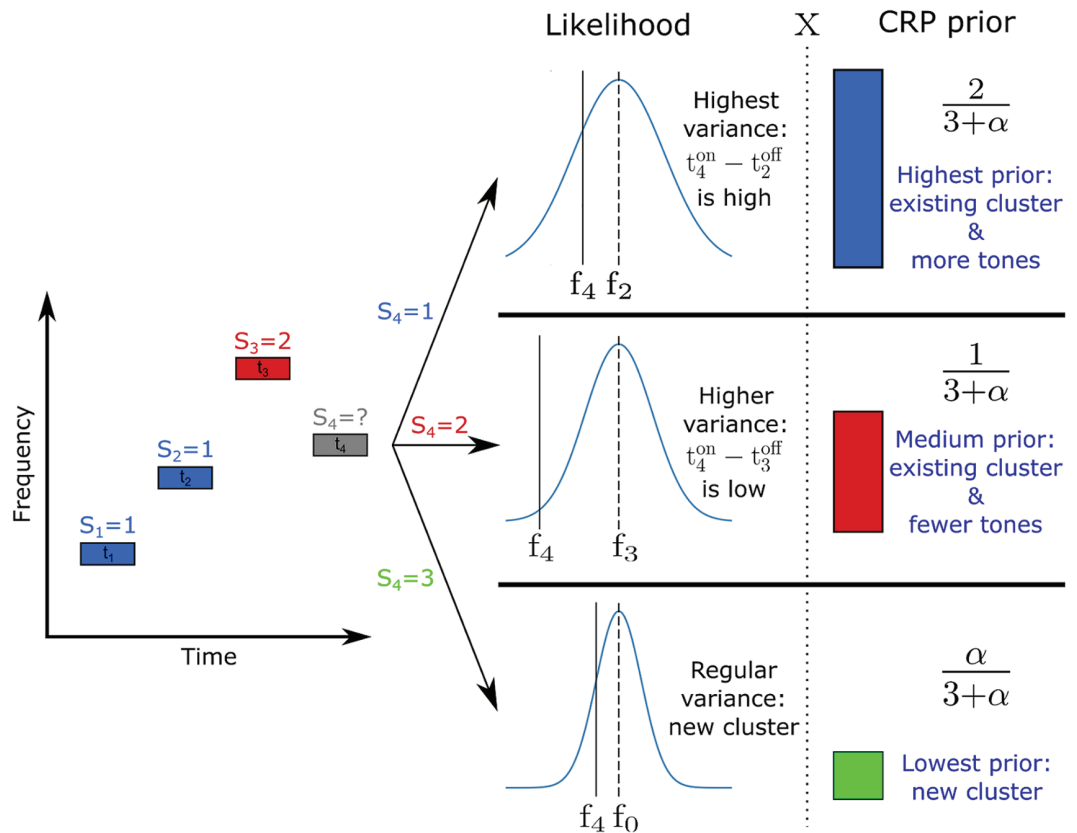 Likelihood
X
CRP prior
Highest
variance:
t₄ᵒⁿ − t₂ᵒᶠᶠ
is high
f₄ f₂
2
3+α
Highest prior:
existing cluster
&
more tones
S₄=1
S₄=2
S₄=3
Higher
variance:
t₄ᵒⁿ − t₃ᵒᶠᶠ
is low
f₄ f₃
1
3+α
Medium prior:
existing cluster
&
fewer tones
Regular
variance:
new cluster
f₄ f₀
α
3+α
Lowest prior:
new cluster
Frequency
S₃=2
t₃
S₄=?
t₄
S₂=1
t₂
S₁=1
t₁
Time